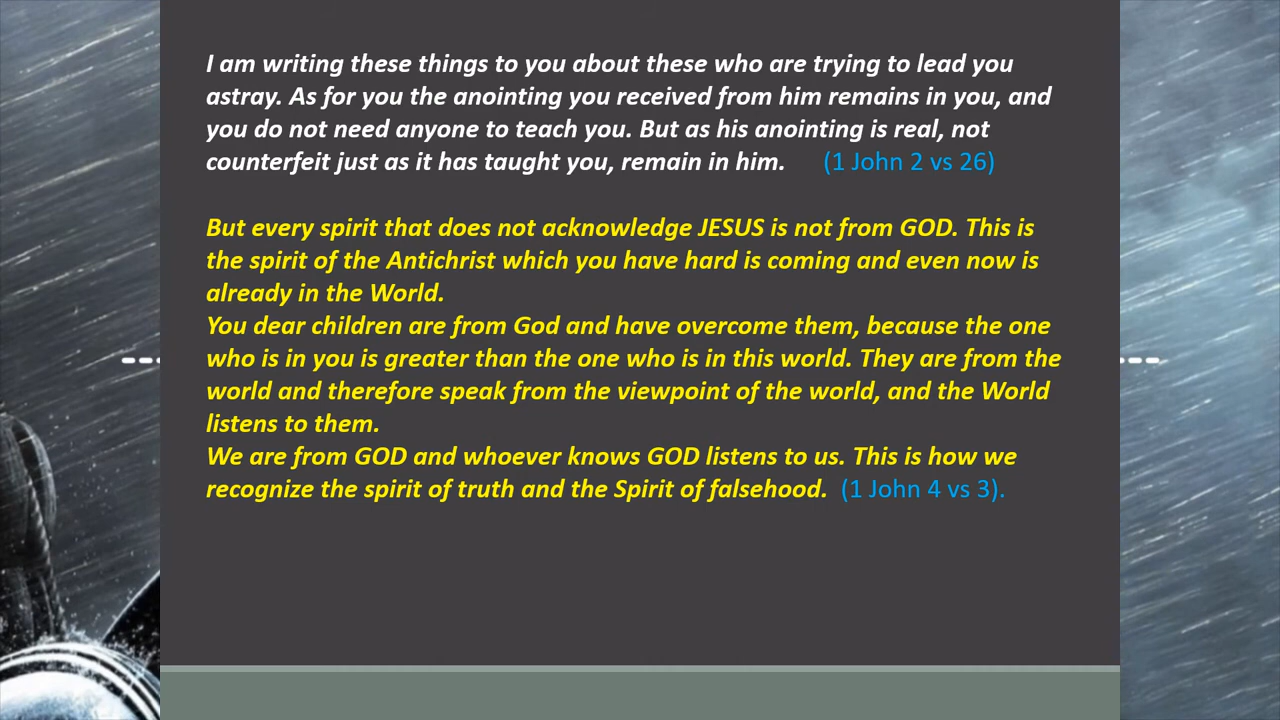 I am writing these things to you about these who are trying to lead you
astray. As for you the anointing you received from him remains in you, and
you do not need anyone to teach you. But as his anointing is real, not
counterfeit just as it has taught you, remain in him. (1 John 2 vs 26)
But every spirit that does not acknowledge JESUS is not from GOD. This is
the spirit of the Antichrist which you have hard is coming and even now is
already in the World.
You dear children are from God and have overcome them, because the one
who is in you is greater than the one who is in this world. They are from the
world and therefore speak from the viewpoint of the world, and the World
listens to them.
We are from GOD and whoever knows GOD listens to us. This is how we
recognize the spirit of truth and the Spirit of falsehood. (1 John 4 vs 3).